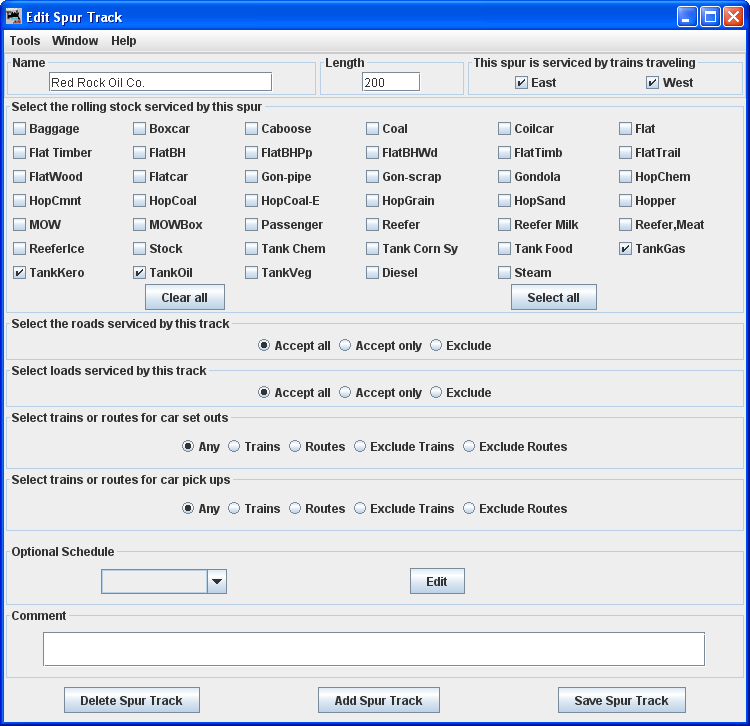 Edit Spur Track
Tools Window Help
Name Length This spur is serviced by trains traveling
Red Rock Oil Co. 200 East West
Select the rolling stock serviced by this spur
Baggage Boxcar Caboose Coal Coilcar Flat
Flat Timber FlatBH FlatBHPp FlatBHWd FlatTimb FlatTrail
FlatWood Flatcar Gon-pipe Gon-scrap Gondola HopChem
HopCmnt HopCoal HopCoal-E HopGrain HopSand Hopper
MOW MOWBox Passenger Reefer Reefer Milk Reefer,Meat
ReeferIce Stock Tank Chem Tank Corn Sy Tank Food TankGas
TankKero TankOil TankVeg Diesel Steam
Clear all Select all
Select the roads serviced by this track
Accept all Accept only Exclude
Select loads serviced by this track
Accept all Accept only Exclude
Select trains or routes for car set outs
Any Trains Routes Exclude Trains Exclude Routes
Select trains or routes for car pick ups
Any Trains Routes Exclude Trains Exclude Routes
Optional Schedule
Edit
Comment
Delete Spur Track Add Spur Track Save Spur Track